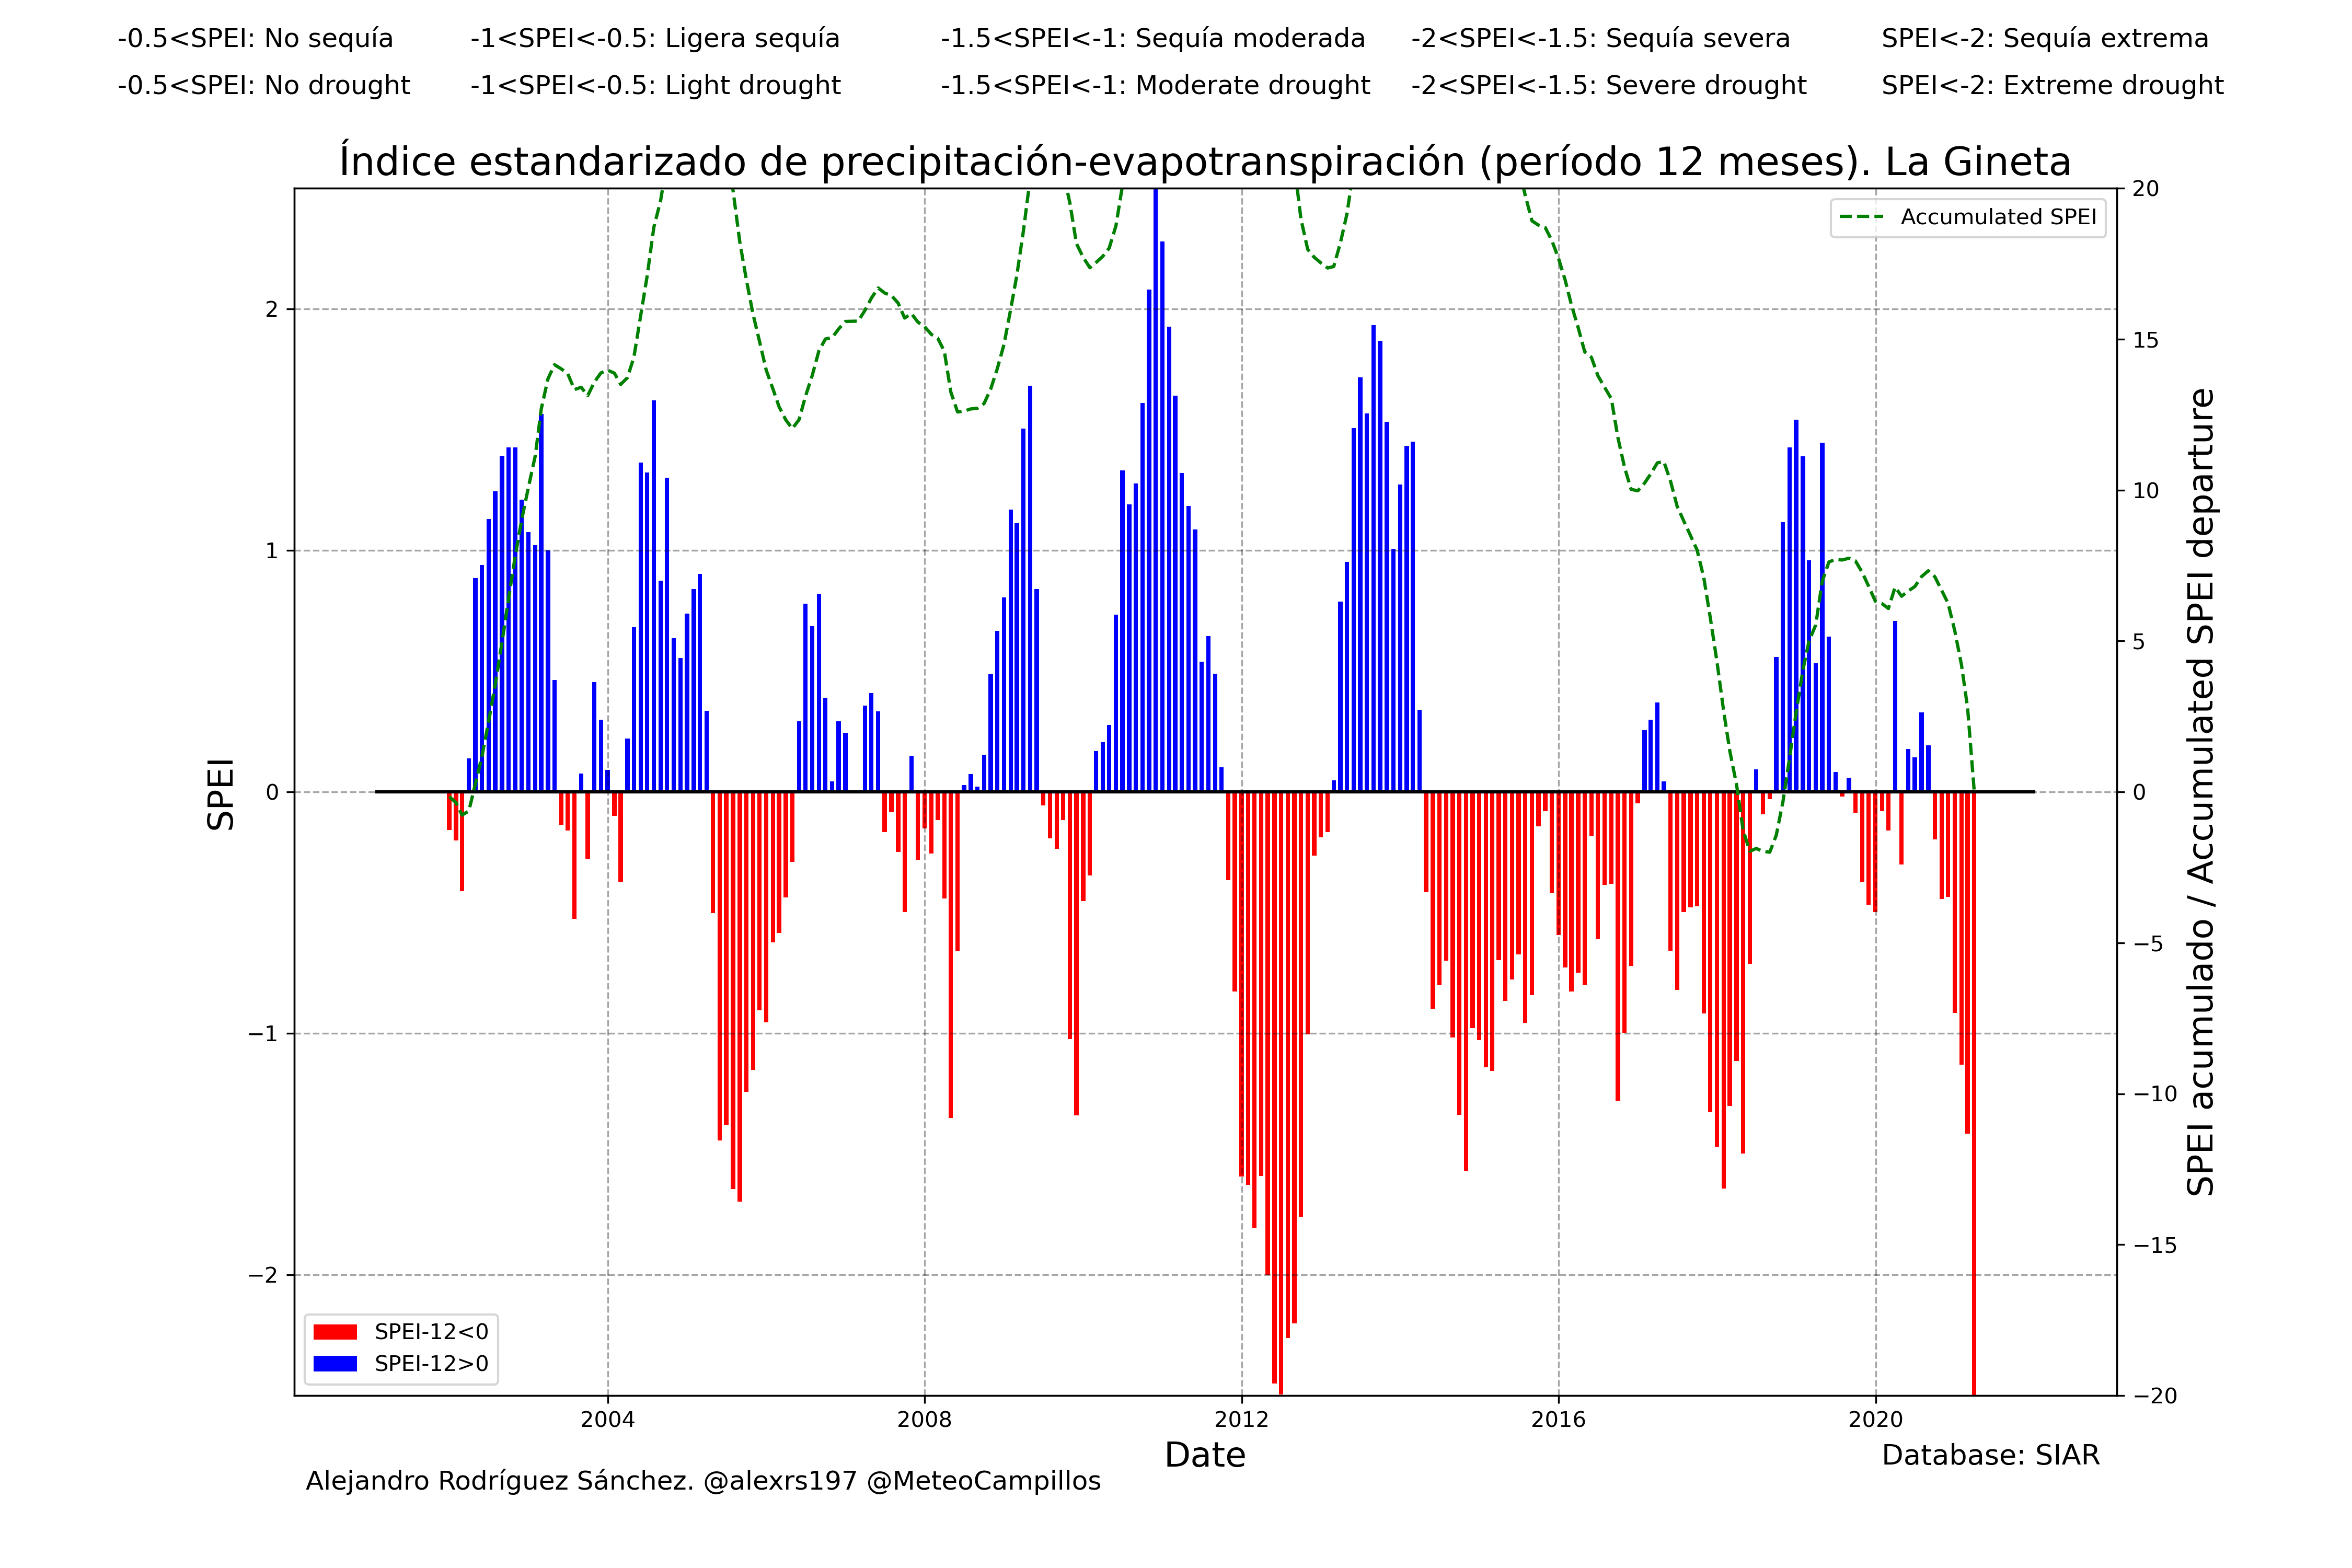 -0.5<SPEI: No sequía -1<SPEI<-0.5: Ligera sequía -1.5<SPEI<-1: Sequía moderada -2<SPEI<-1.5: Sequía severa SPEI<-2: Sequía extrema
-0.5<SPEI: No drought -1<SPEI<-0.5: Light drought -1.5<SPEI<-1: Moderate drought -2<SPEI<-1.5: Severe drought SPEI<-2: Extreme drought
Índice estandarizado de precipitación-evapotranspiración (período 12 meses). La Gineta
Accumulated SPEI
SPEI
2
1
0
−1
−2
20
15
10
5
0
−5
−10
−15
−20
SPEI acumulado / Accumulated SPEI departure
SPEI-12<0
SPEI-12>0
2004 2008 2012 2016 2020
Date
Database: SIAR
Alejandro Rodríguez Sánchez. @alexrs197 @MeteoCampillos